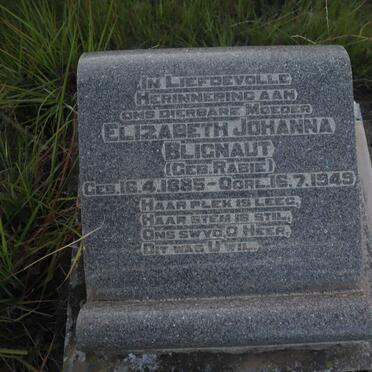 In Liefdevolle
Herinnering aan
ons dierbare Moeder
Elizabeth Johanna
Blignaut
(Geb. Rabie)
Geb. 16.4.1885 - Oorl. 16.7.1949
Haar plek is leeg,
Haar stem is stil,
Ons swyg, O Heer,
Dit was U wil.